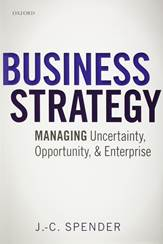 OXFORD
BUSINESS
STRATEGY
MANAGING Uncertainty,
Opportunity, & Enterprise
J.-C. SPENDER